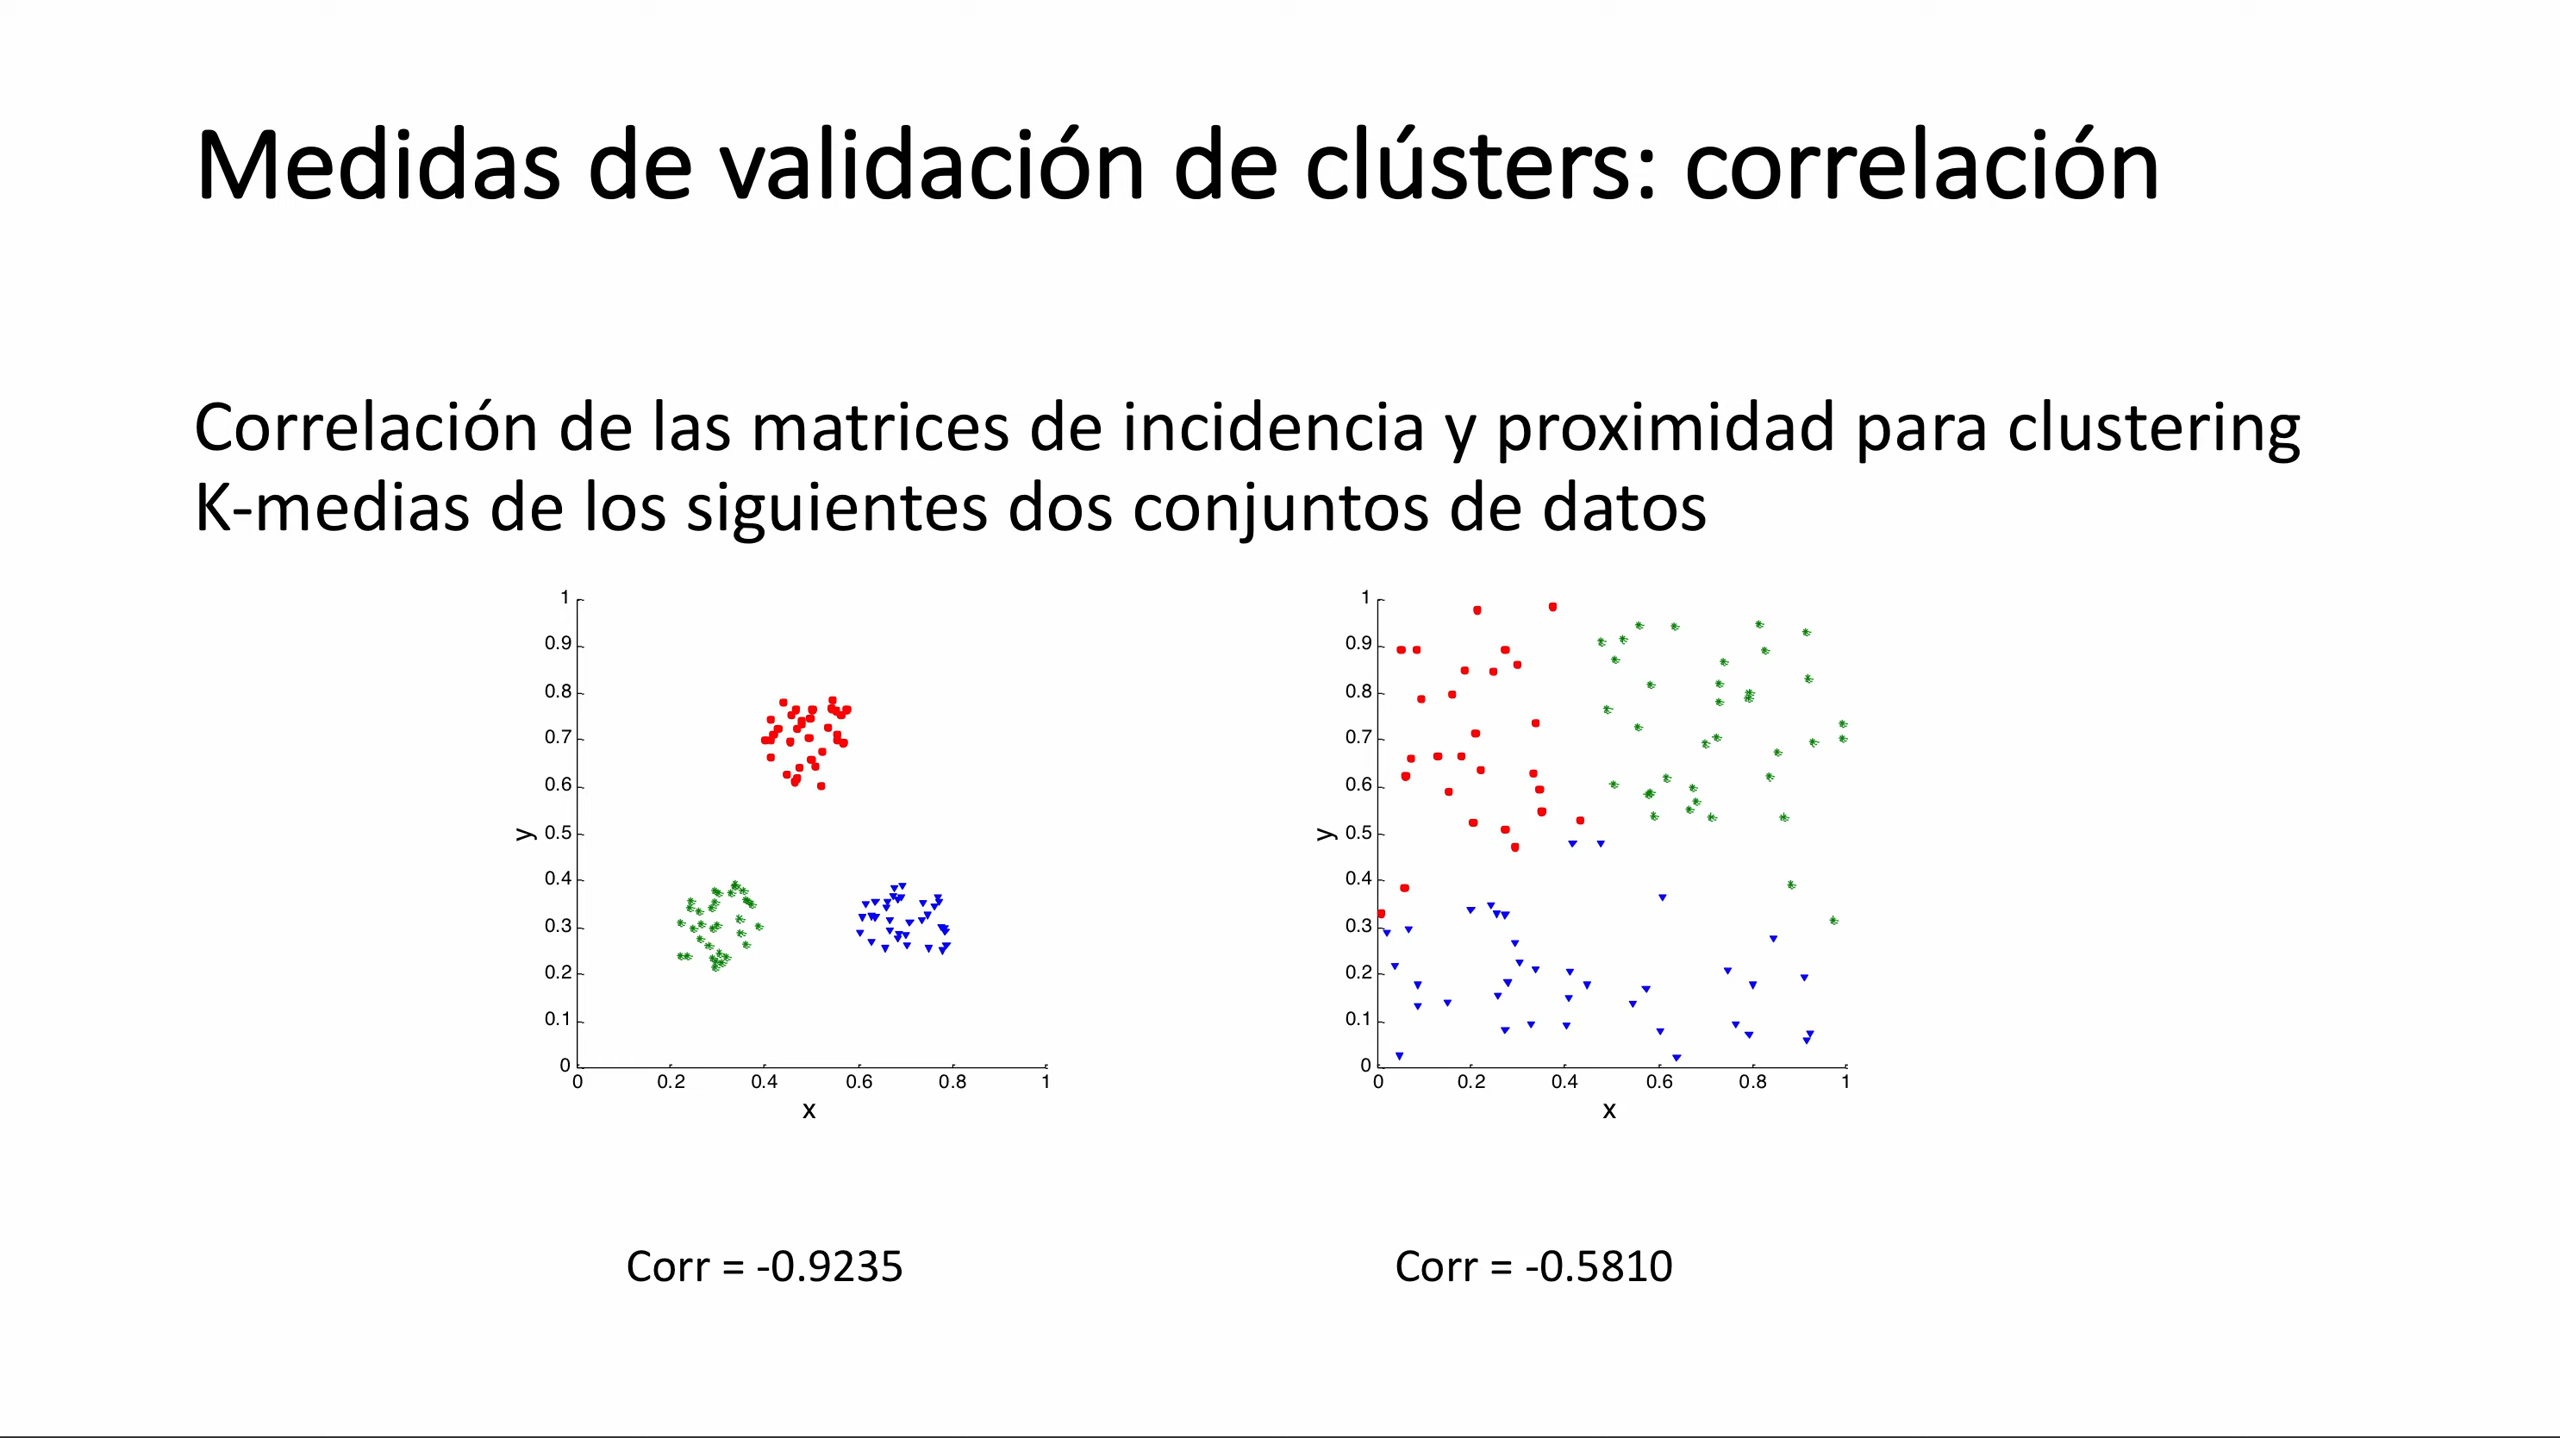 Medidas de validación de clústers: correlación
Correlación de las matrices de incidencia y proximidad para clustering
K-medias de los siguientes dos conjuntos de datos
1
0.9
0.8
0.7
0.6
0.5
0.4
0.3
0.2
0.1
0
y
0 0.2 0.4 0.6 0.8 1
x
1
0.9
0.8
0.7
0.6
0.5
0.4
0.3
0.2
0.1
0
y
0 0.2 0.4 0.6 0.8 1
x
Corr = -0.9235
Corr = -0.5810